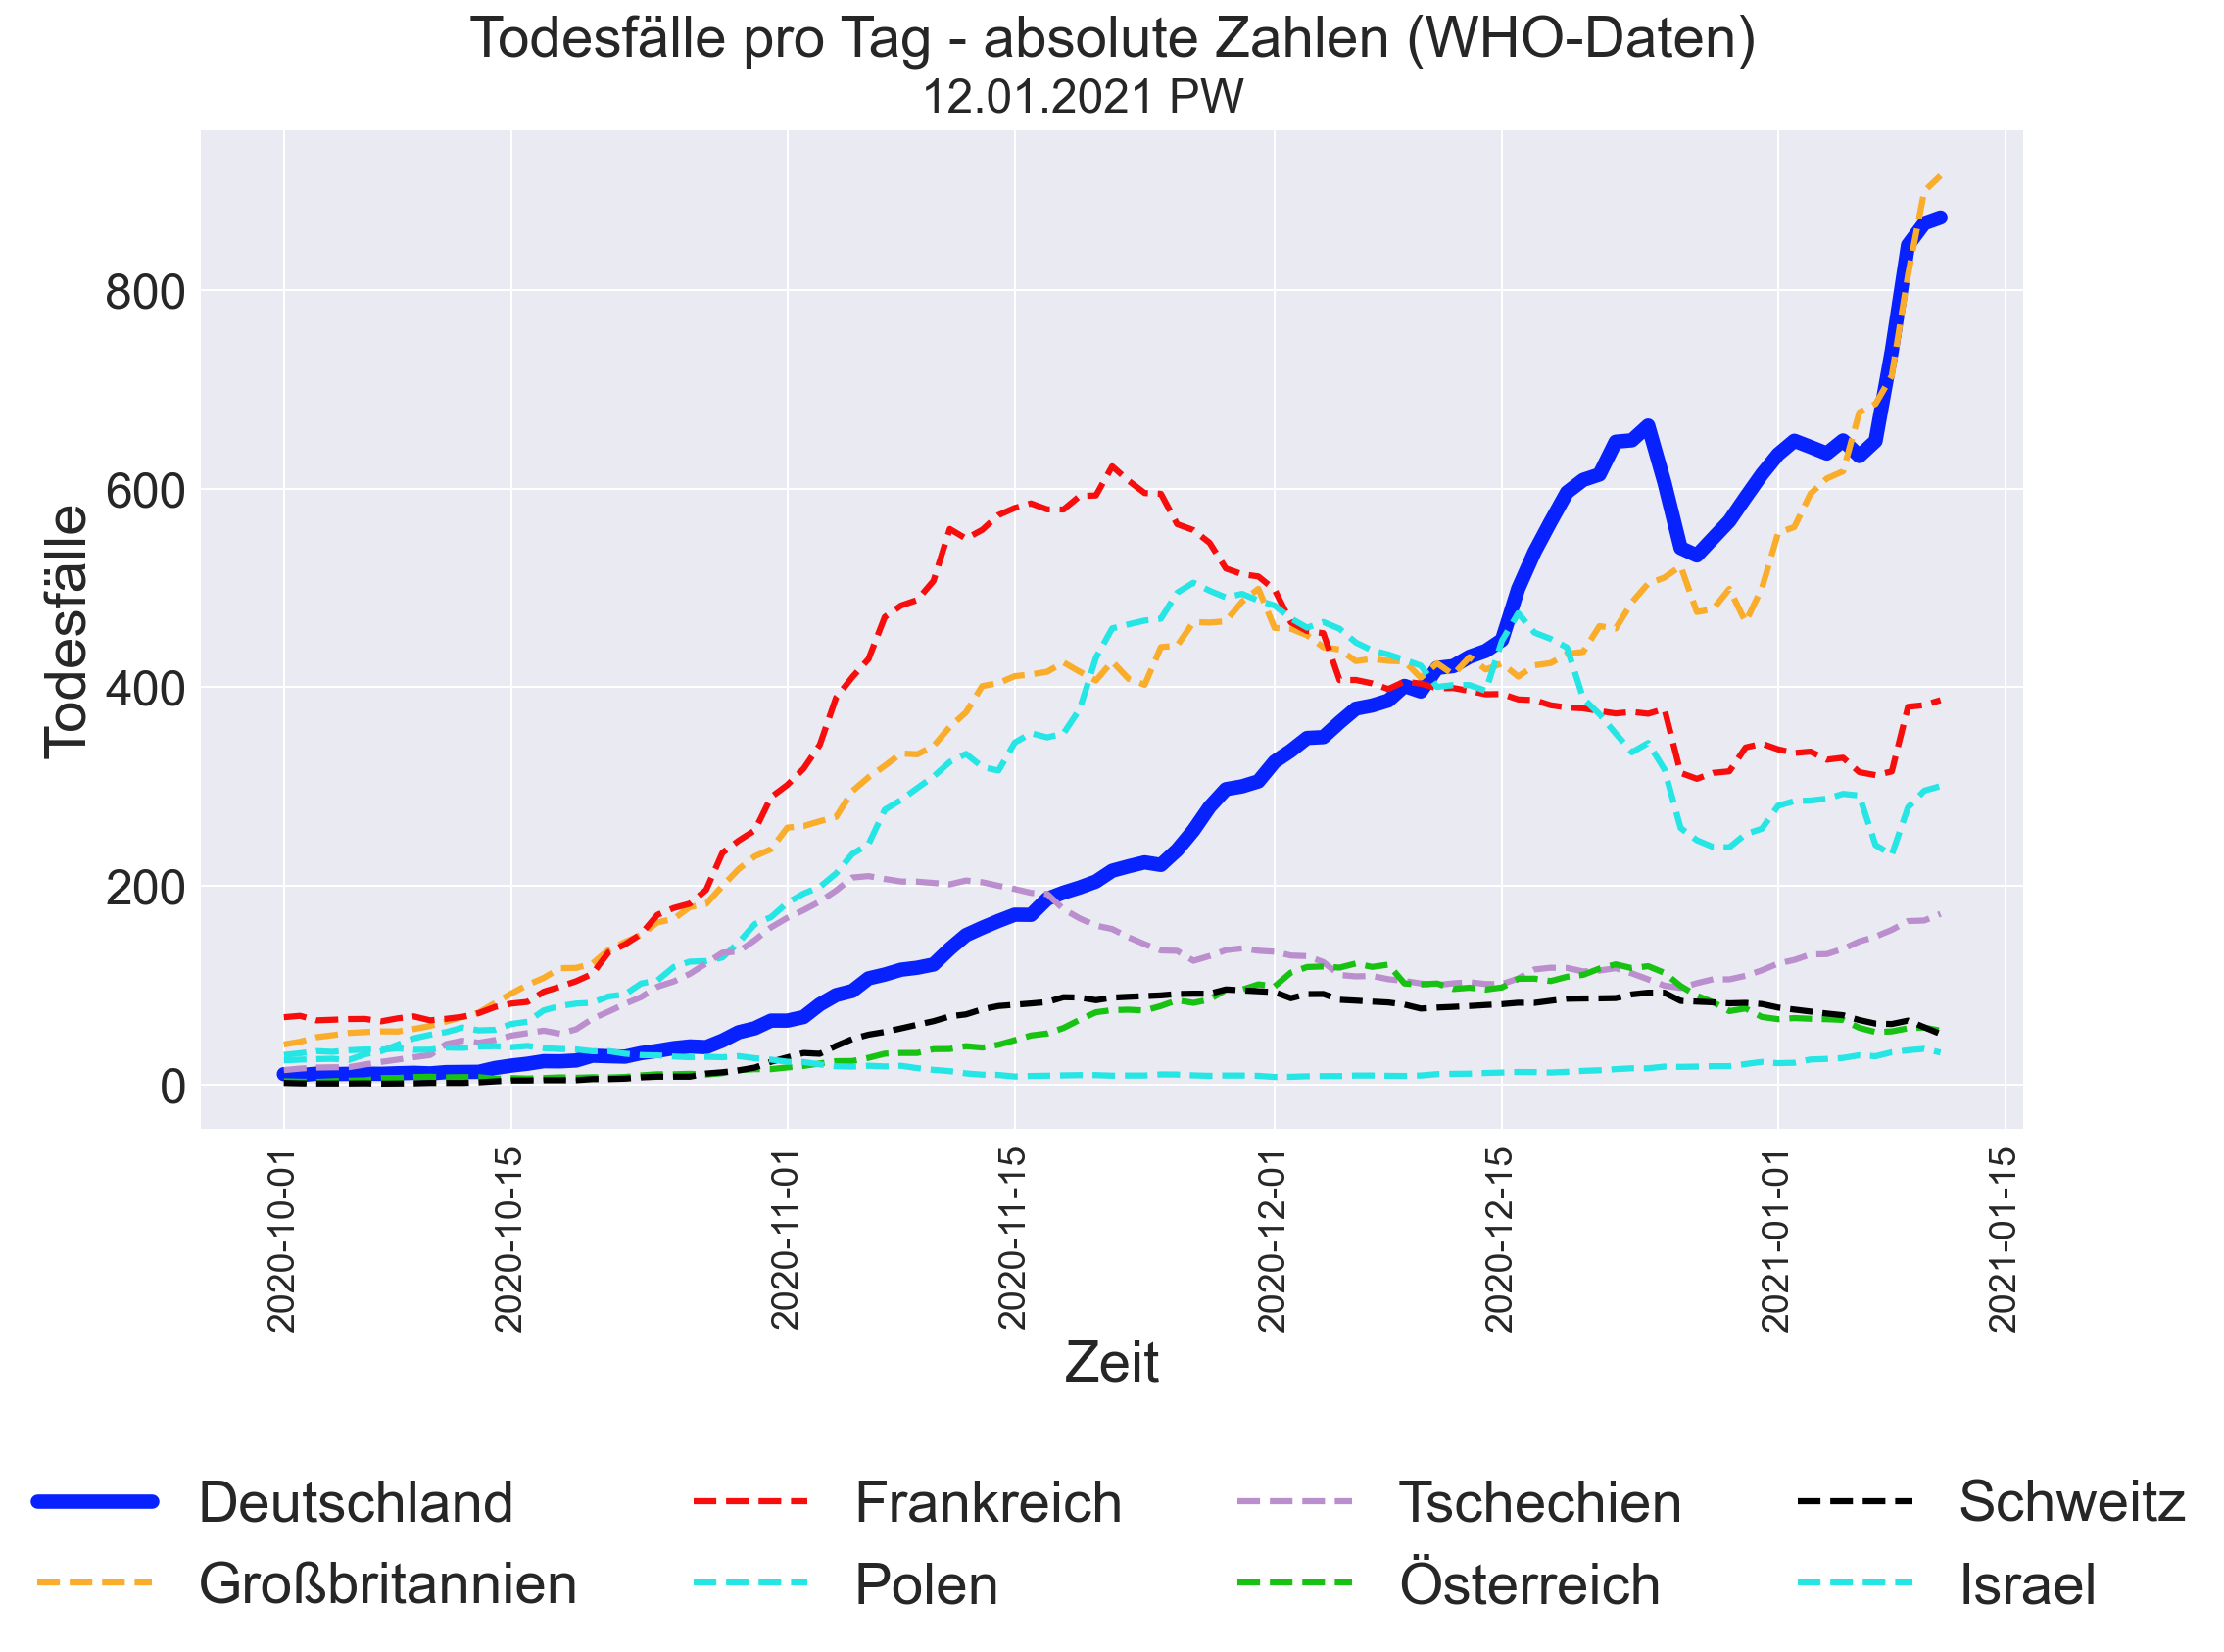 Todesfälle pro Tag - absolute Zahlen (WHO-Daten)
12.01.2021 PW
Todesfälle
800
600
400
200
0
2020-10-01
2020-10-15
2020-11-01
2020-11-15
2020-12-01
2020-12-15
2021-01-01
2021-01-15
Zeit
Deutschland Frankreich Tschechien Schweitz
Großbritannien Polen Österreich Israel